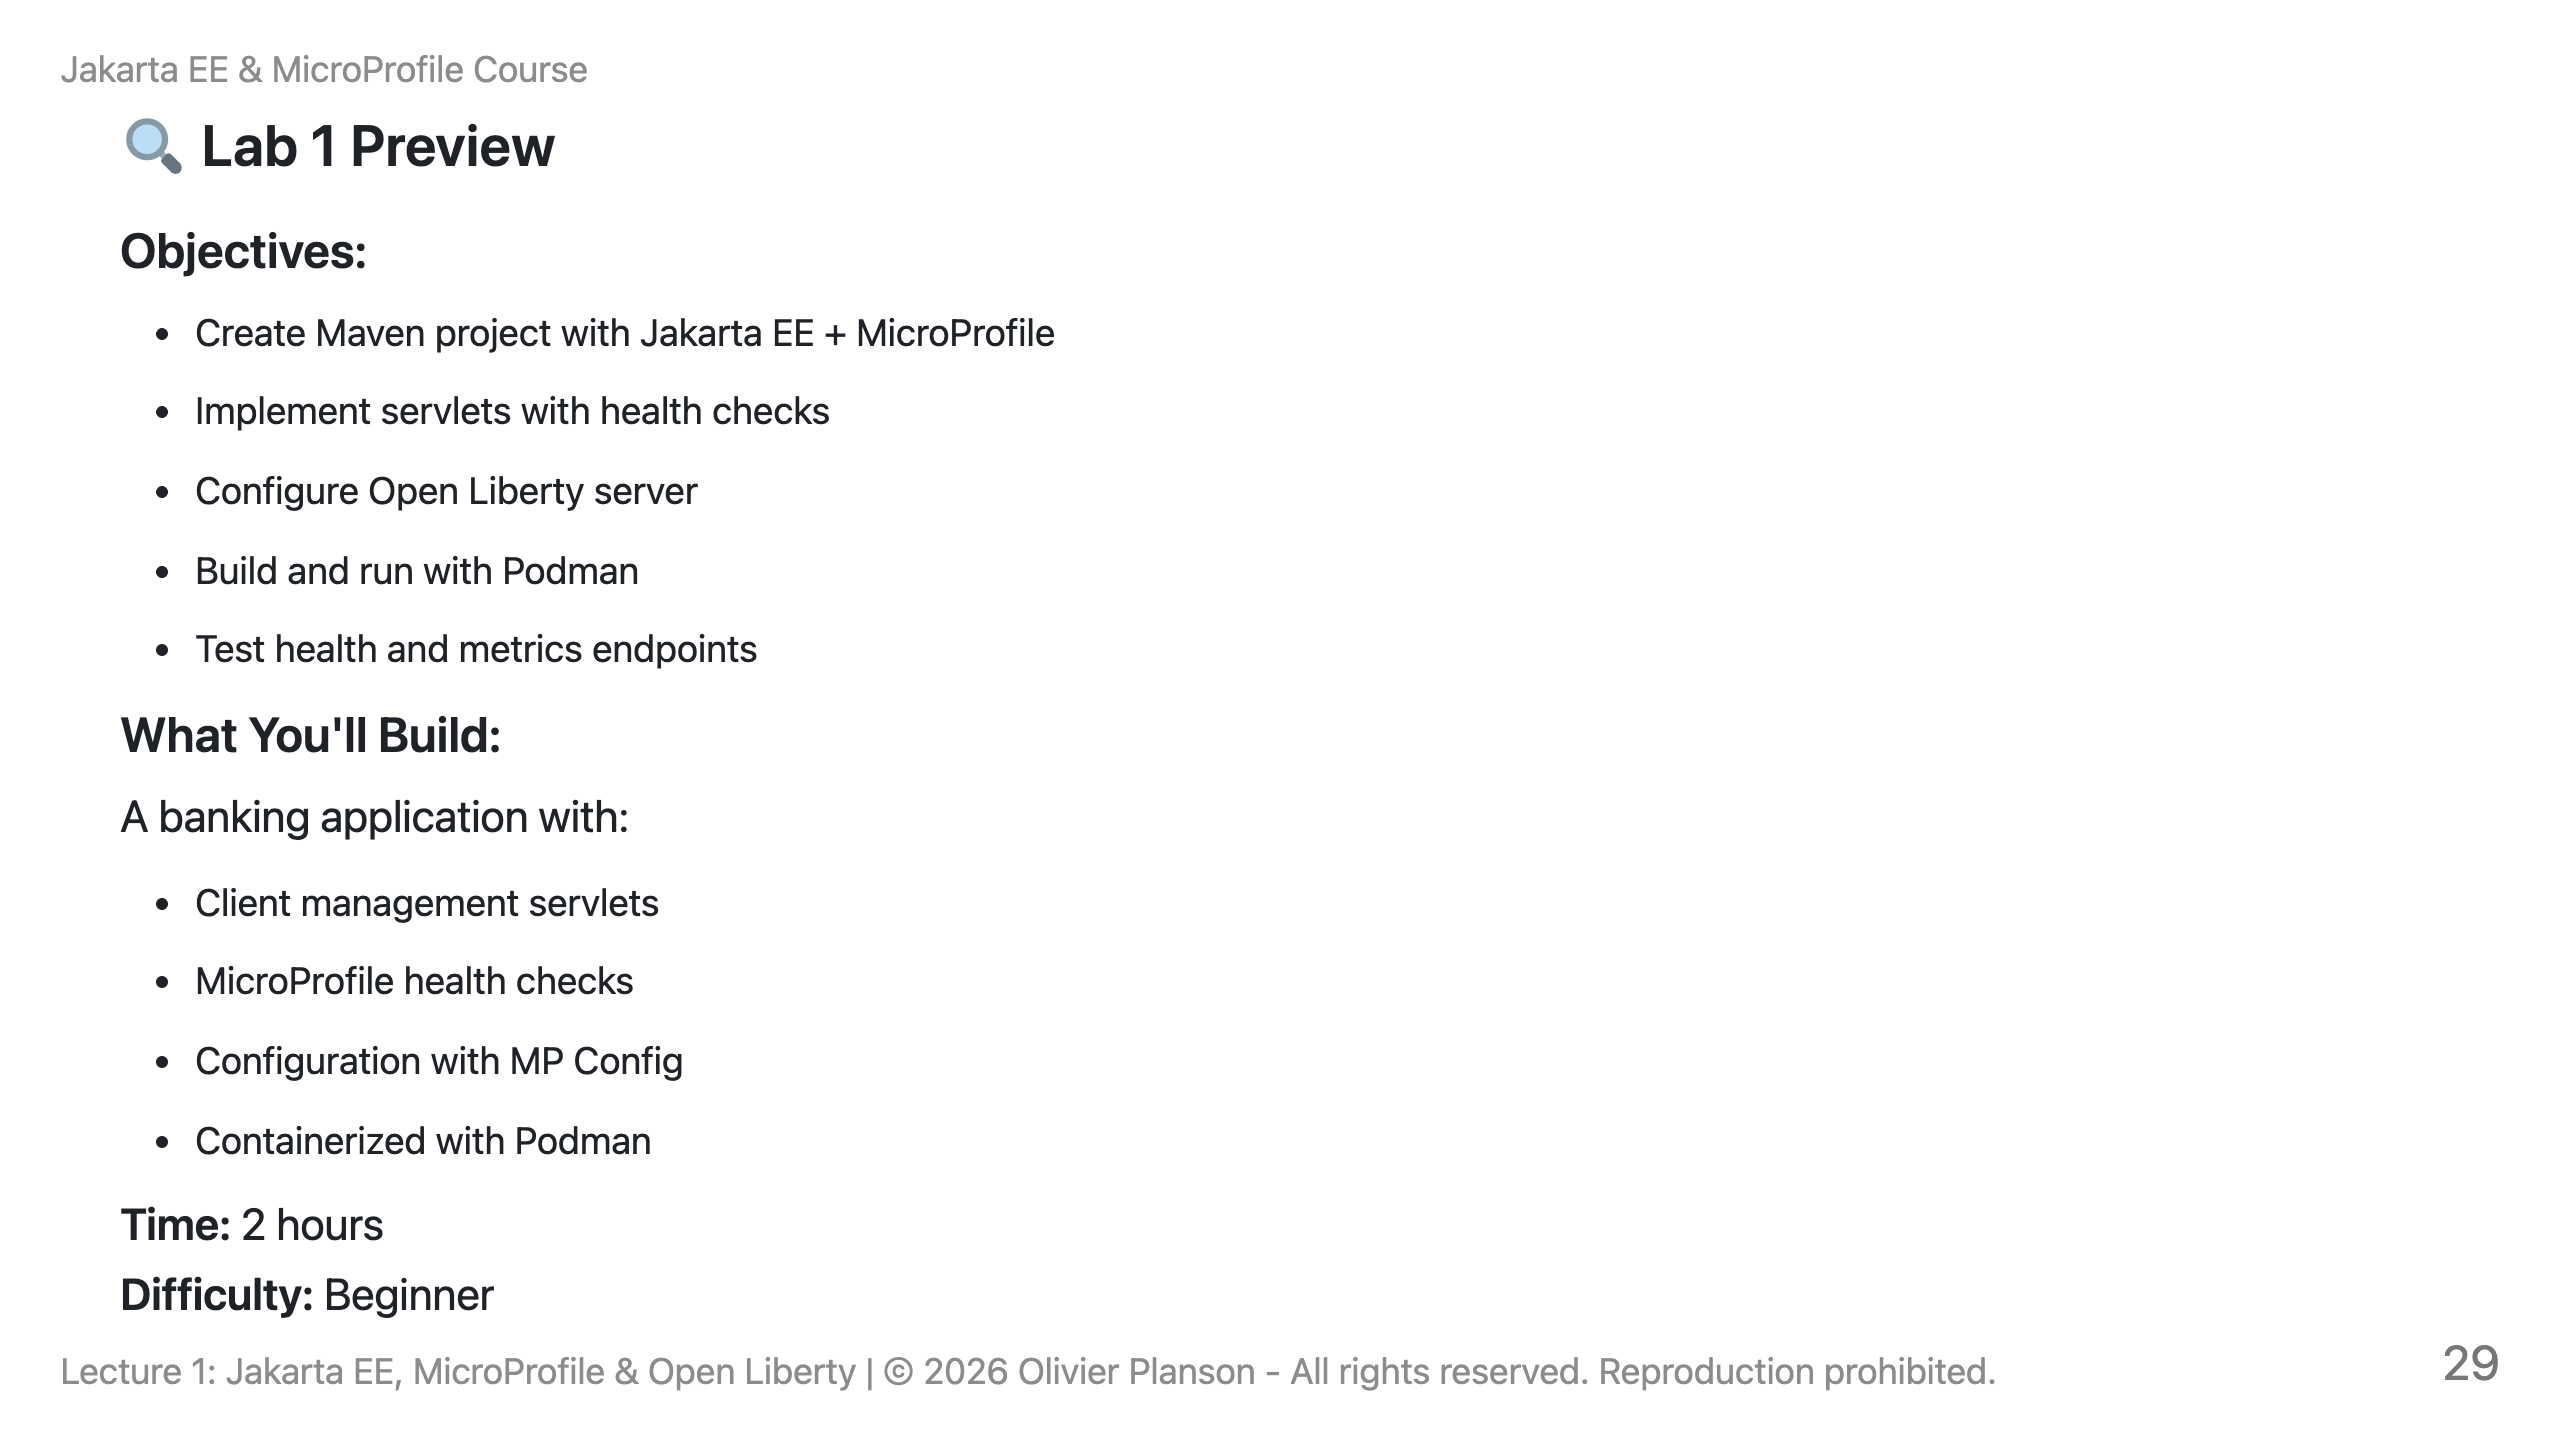 Jakarta EE & MicroProfile Course
🔍 Lab 1 Preview
Objectives:
• Create Maven project with Jakarta EE + MicroProfile
• Implement servlets with health checks
• Configure Open Liberty server
• Build and run with Podman
• Test health and metrics endpoints
What You'll Build:
A banking application with:
• Client management servlets
• MicroProfile health checks
• Configuration with MP Config
• Containerized with Podman
Time: 2 hours
Difficulty: Beginner
Lecture 1: Jakarta EE, MicroProfile & Open Liberty | © 2026 Olivier Planson - All rights reserved. Reproduction prohibited.
29